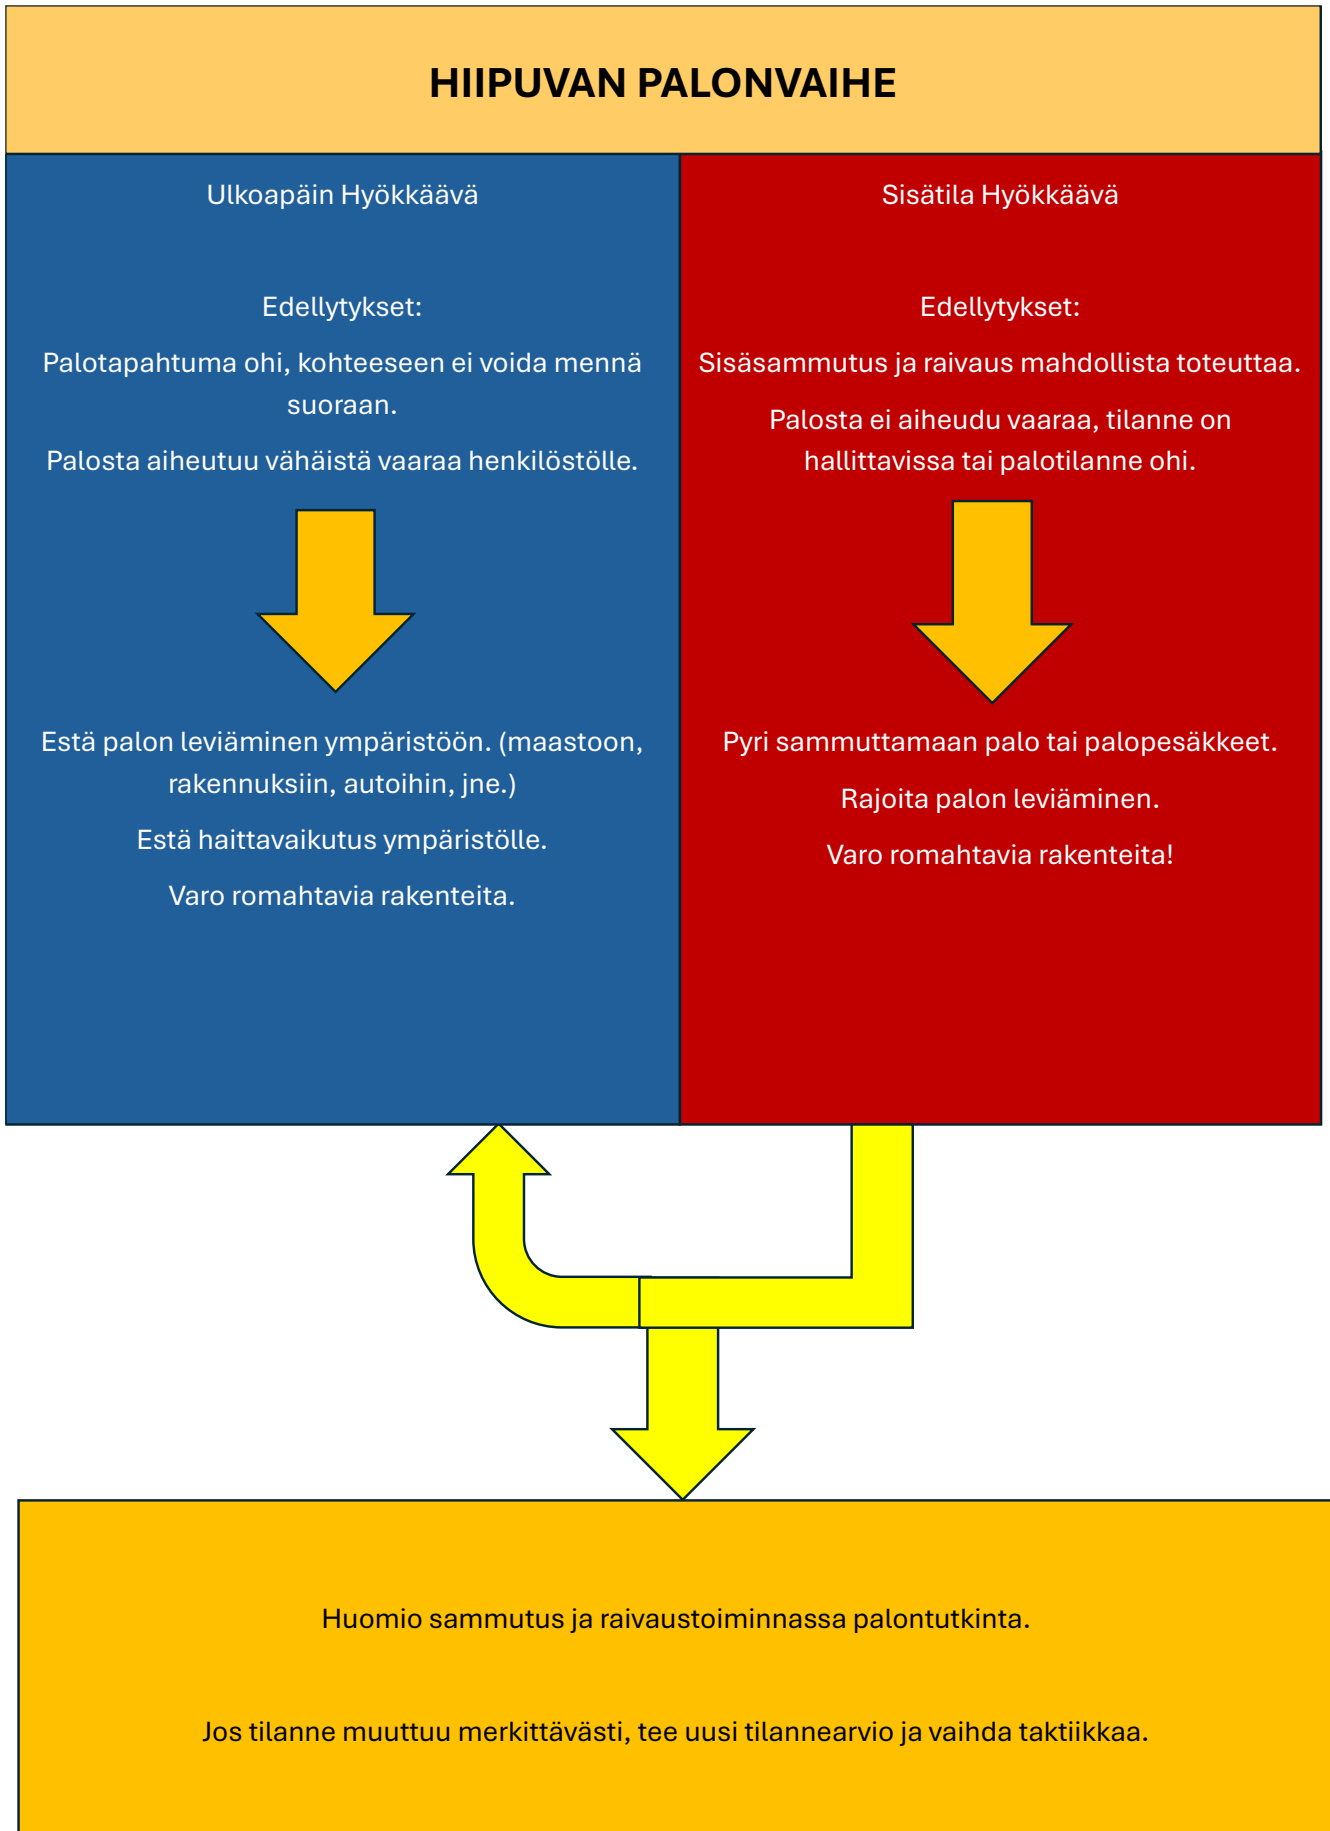 HIIPUVAN PALONVAIHE
Ulkoapäin Hyökkäävä
Edellytykset:
Palotapahtuma ohi, kohteeseen ei voida mennä
suoraan.
Palosta aiheutuu vähäistä vaaraa henkilöstölle.
Estä palon leviäminen ympäristöön. (maastoon,
rakennuksiin, autoihin, jne.)
Estä haittavaikutus ympäristölle.
Varo romahtavia rakenteita.
Sisätila Hyökkäävä
Edellytykset:
Sisäsammutus ja raivaus mahdollista toteuttaa.
Palosta ei aiheudu vaaraa, tilanne on
hallittavissa tai palotilanne ohi.
Pyri sammuttamaan palo tai palopesäkkeet.
Rajoita palon leviäminen.
Varo romahtavia rakenteita!
Huomio sammutus ja raivaustoiminnassa palontutkinta.
Jos tilanne muuttuu merkittävästi, tee uusi tilannearvio ja vaihda taktiikkaa.